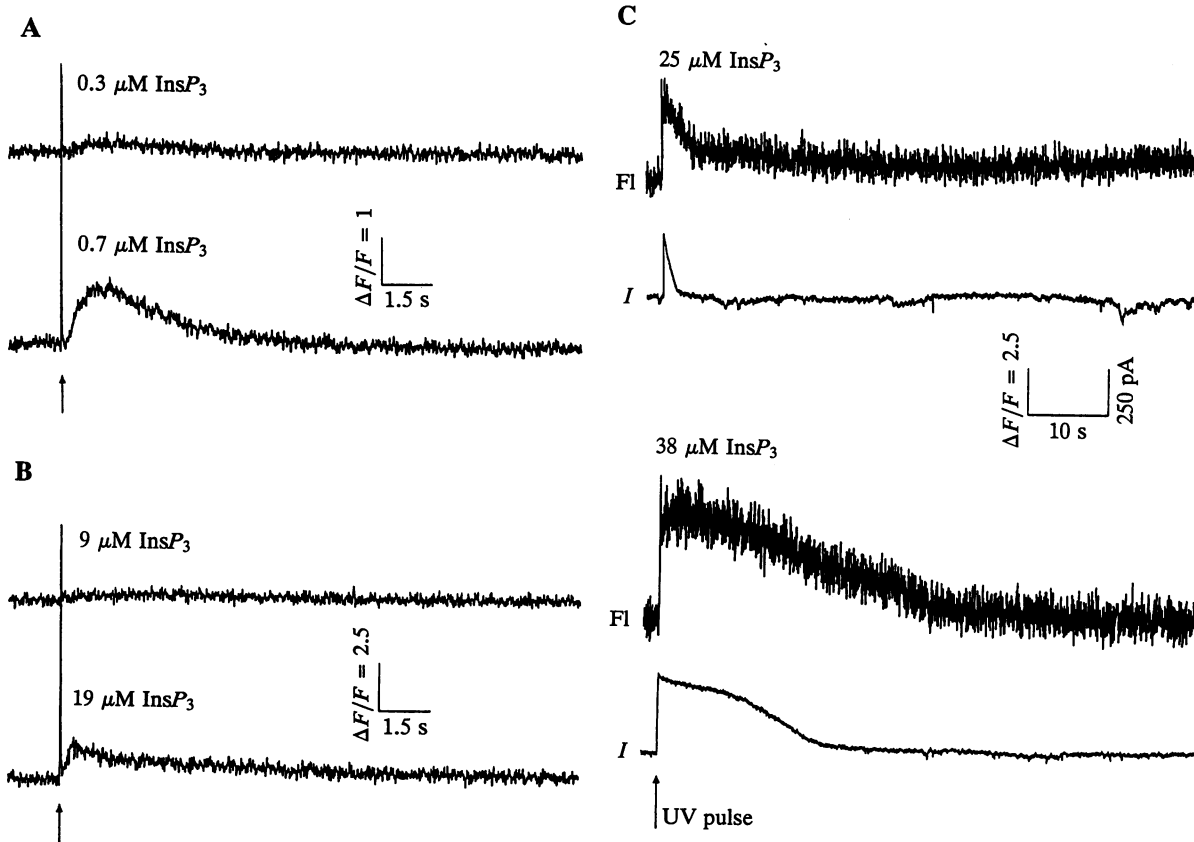 A
0.3 μM InsP3
0.7 μM InsP3
ΔF/F = 1
1.5 s
B
9 μM InsP3
19 μM InsP3
ΔF/F = 2.5
1.5 s
C
25 μM InsP3
Fl
I
ΔF/F = 2.5
250 pA
10 s
38 μM InsP3
Fl
I
UV pulse